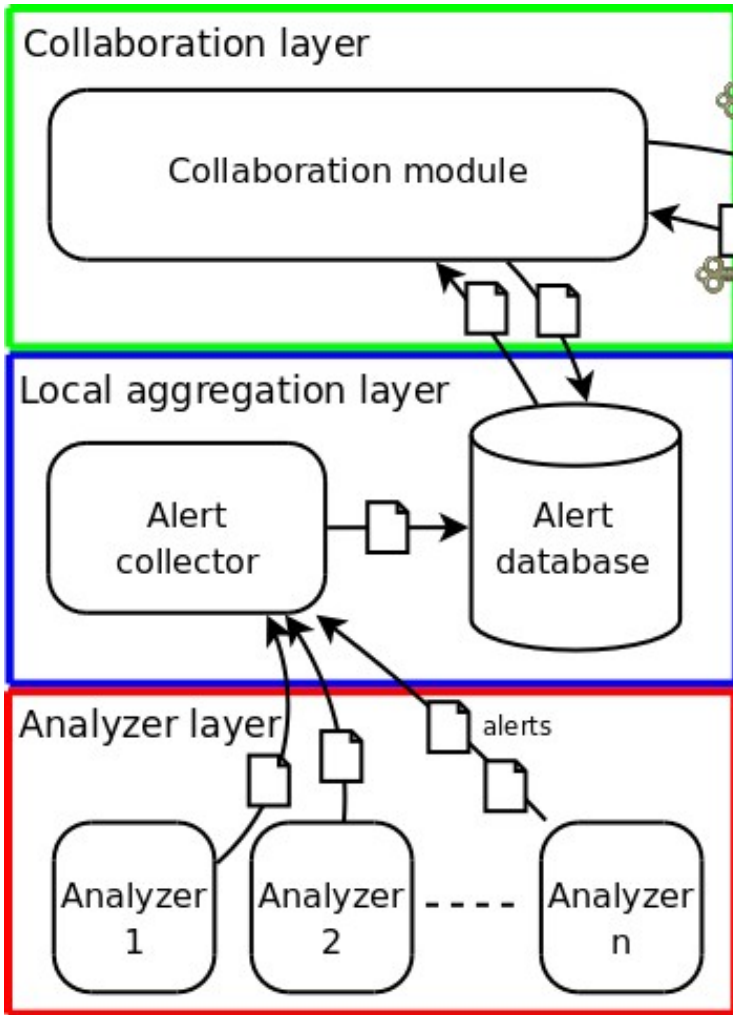 Collaboration layer
Collaboration module
Local aggregation layer
Alert
collector
Alert
database
Analyzer layer
alerts
Analyzer
1
Analyzer
2
Analyzer
n